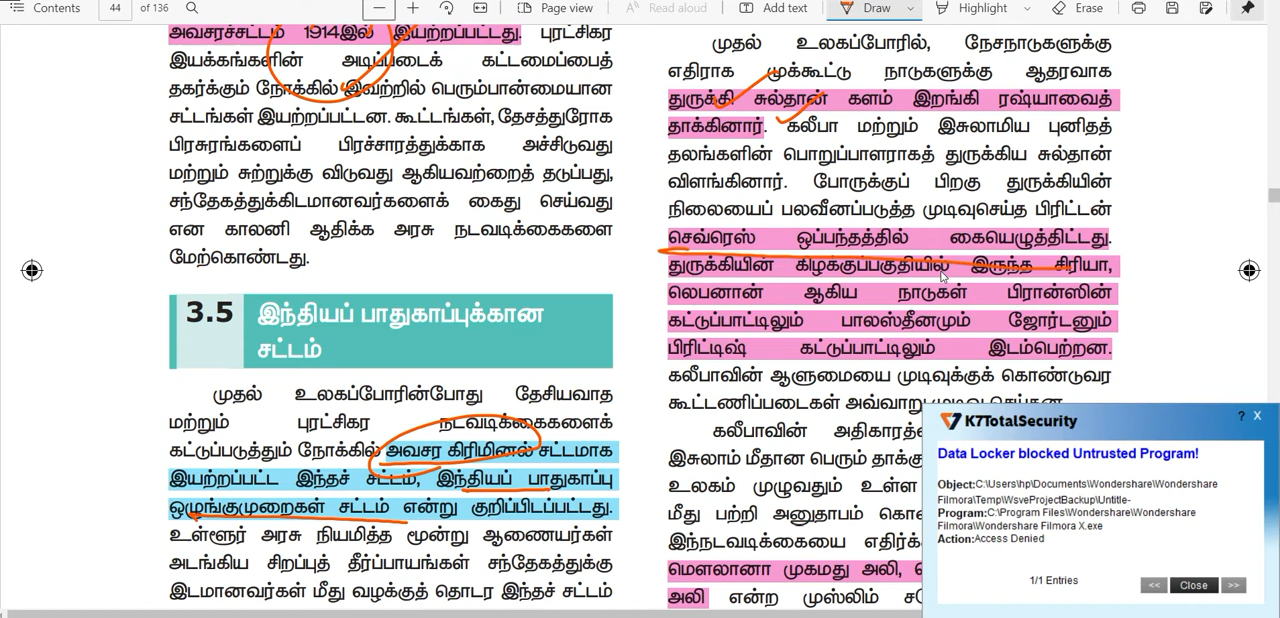 Contents
44
of 136
Page view
Read aloud
Add text
Draw
Highlight
Erase
அவசரச்சட்டம் 1914இல் இயற்றப்பட்டது. புரட்சிகர
இயக்கங்களின் அடிப்படைக் கட்டமைப்பைத்
தகர்க்கும் நோக்கில் இவற்றில் பெரும்பான்மையான
சட்டங்கள் இயற்றப்பட்டன. கூட்டங்கள், தேசத்துரோக
பிரசுரங்களைப் பிரச்சாரத்துக்காக அச்சிடுவது
மற்றும் சுற்றுக்கு விடுவது ஆகியவற்றைத் தடுப்பது,
சந்தேகத்துக்கிடமானவர்களைக் கைது செய்வது
என காலனி ஆதிக்க அரசு நடவடிக்கைகளை
மேற்கொண்டது.
3.5 இந்தியப் பாதுகாப்புக்கான
சட்டம்
முதல் உலகப்போரின்போது தேசியவாத
மற்றும் புரட்சிகர நடவடிக்கைகளைக்
கட்டுப்படுத்தும் நோக்கில் அவசர கிரிமினல் சட்டமாக
இயற்றப்பட்ட இந்தச் சட்டம், இந்தியப் பாதுகாப்பு
ஒழுங்குமுறைகள் சட்டம் என்று குறிப்பிடப்பட்டது.
உள்ளூர் அரசு நியமித்த மூன்று ஆணையர்கள்
அடங்கிய சிறப்புத் தீர்ப்பாயங்கள் சந்தேகத்துக்கு
இடமானவர்கள் மீது வழக்குத் தொடர இந்தச் சட்டம்
முதல் உலகப்போரில், நேசநாடுகளுக்கு
எதிராக முக்கூட்டு நாடுகளுக்கு ஆதரவாக
துருக்கி சுல்தான் களம் இறங்கி ரஷ்யாவைத்
தாக்கினார். கலீபா மற்றும் இசுலாமிய புனிதத்
தலங்களின் பொறுப்பாளராகத் துருக்கிய சுல்தான்
விளங்கினார். போருக்குப் பிறகு துருக்கியின்
நிலையைப் பலவீனப்படுத்த முடிவுசெய்த பிரிட்டன்
செவ்ரெஸ் ஒப்பந்தத்தில் கையெழுத்திட்டது.
துருக்கியின் கிழக்குப்பகுதியில் இருந்த சிரியா,
லெபனான் ஆகிய நாடுகள் பிரான்ஸின்
கட்டுப்பாட்டிலும் பாலஸ்தீனமும் ஜோர்டனும்
பிரிட்டிஷ் கட்டுப்பாட்டிலும் இடம்பெற்றன.
கலீபாவின் ஆளுமையை முடிவுக்குக் கொண்டுவர
கூட்டணிப்படைகள் அவ்வாறு முடிவு செய்தன.
கலீபாவின்
இசுலாம் மீதான பெரும்
உலகம் முழுவதும் உள்ள
மீது பற்றி அனுதாபம்
இந்நடவடிக்கையை
மௌலானா முகமது அலி,
அலி என்ற முஸ்லிம்
K7TotalSecurity
? X
Data Locker blocked Untrusted Program!
Object:C:\Users\hp\Documents\Wondershare\Wondershare
Filmora\Temp\WsveProjectBackup\Untitle-
Program:C:\Program Files\Wondershare\Wondershare
Filmora\Wondershare Filmora X.exe
Action:Access Denied
1/1 Entries
<< Close >>